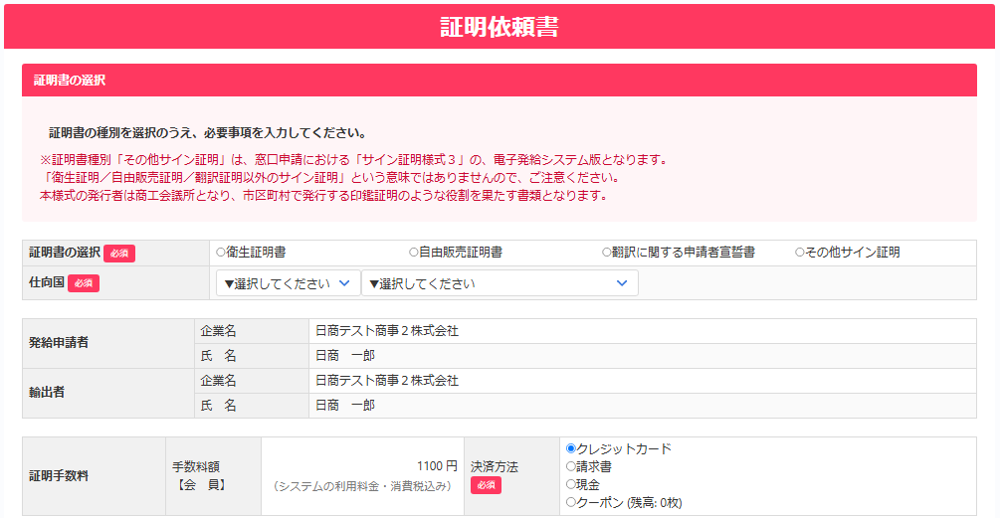 証明依頼書
証明書の選択
証明書の種別を選択のうえ、必要事項を入力してください。
※証明書種別「その他サイン証明」は、窓口申請における「サイン証明様式３」の、電子発給システム版となります。
「衛生証明／自由販売証明／翻訳証明以外のサイン証明」という意味ではありませんので、ご注意ください。
本様式の発行者は商工会議所となり、市区町村で発行する印鑑証明のような役割を果たす書類となります。
証明書の選択 必須 衛生証明書 自由販売証明書 翻訳に関する申請者宣誓書 その他サイン証明
仕向国 必須 ▼選択してください ▼選択してください
発給申請者
企業名 日商テスト商事２株式会社
氏　名 日商　一郎
輸出者
企業名 日商テスト商事２株式会社
氏　名 日商　一郎
証明手数料
手数料額
【会　員】
1100 円
（システムの利用料金・消費税込み）
決済方法
必須
クレジットカード
請求書
現金
クーポン (残高: 0枚)